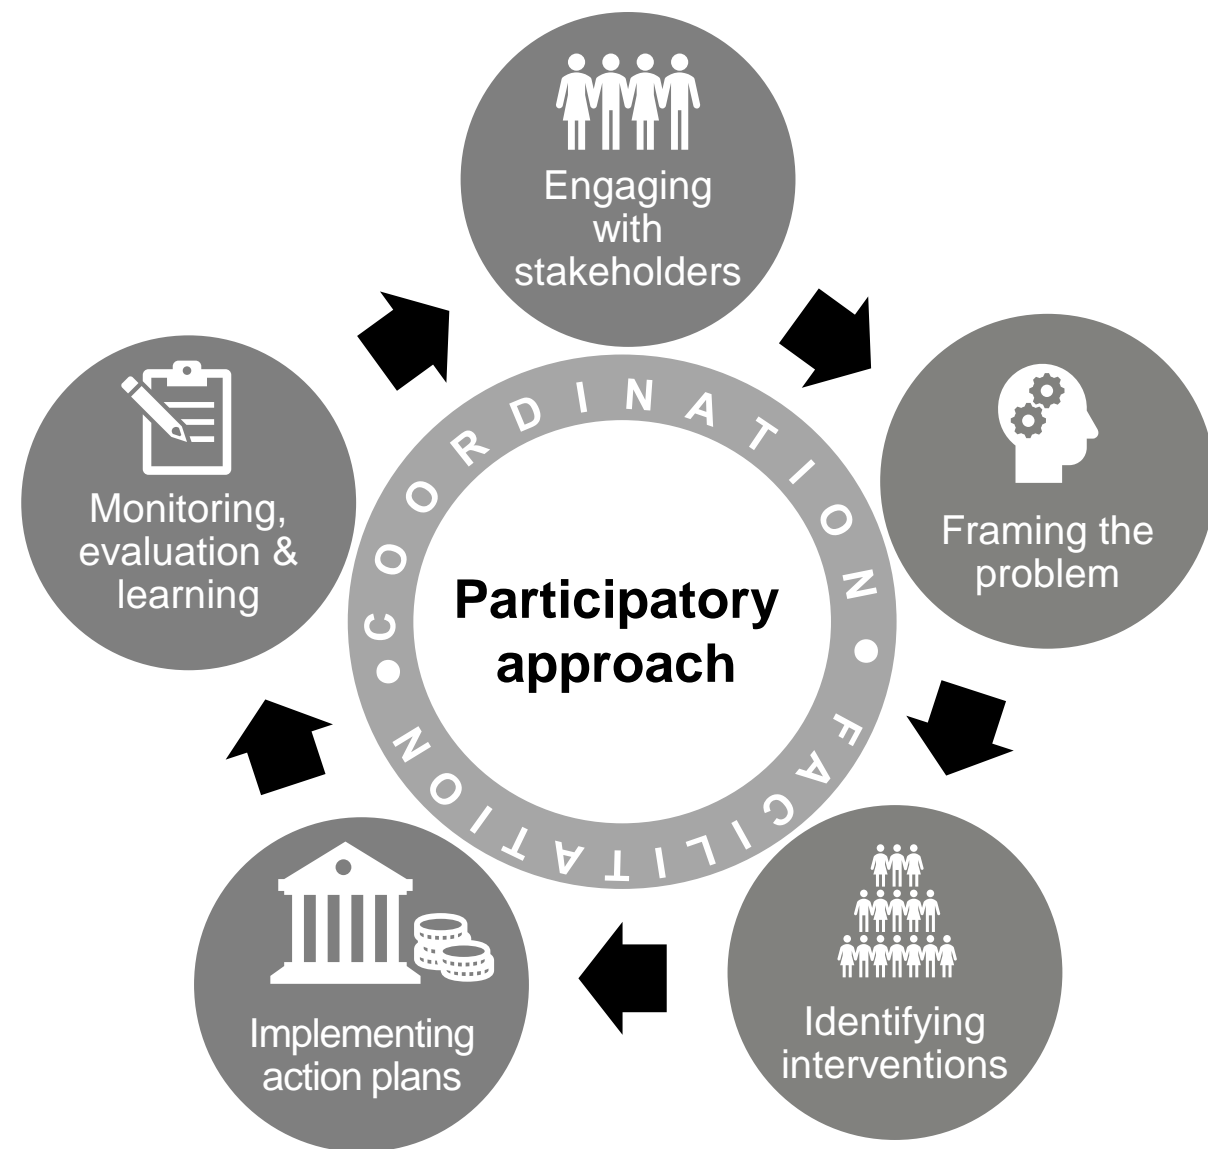 Engaging
with
stakeholders
Framing the
problem
Identifying
interventions
Implementing
action plans
Monitoring,
evaluation &
learning
COORDINATION • FACILITATION •
Participatory
approach